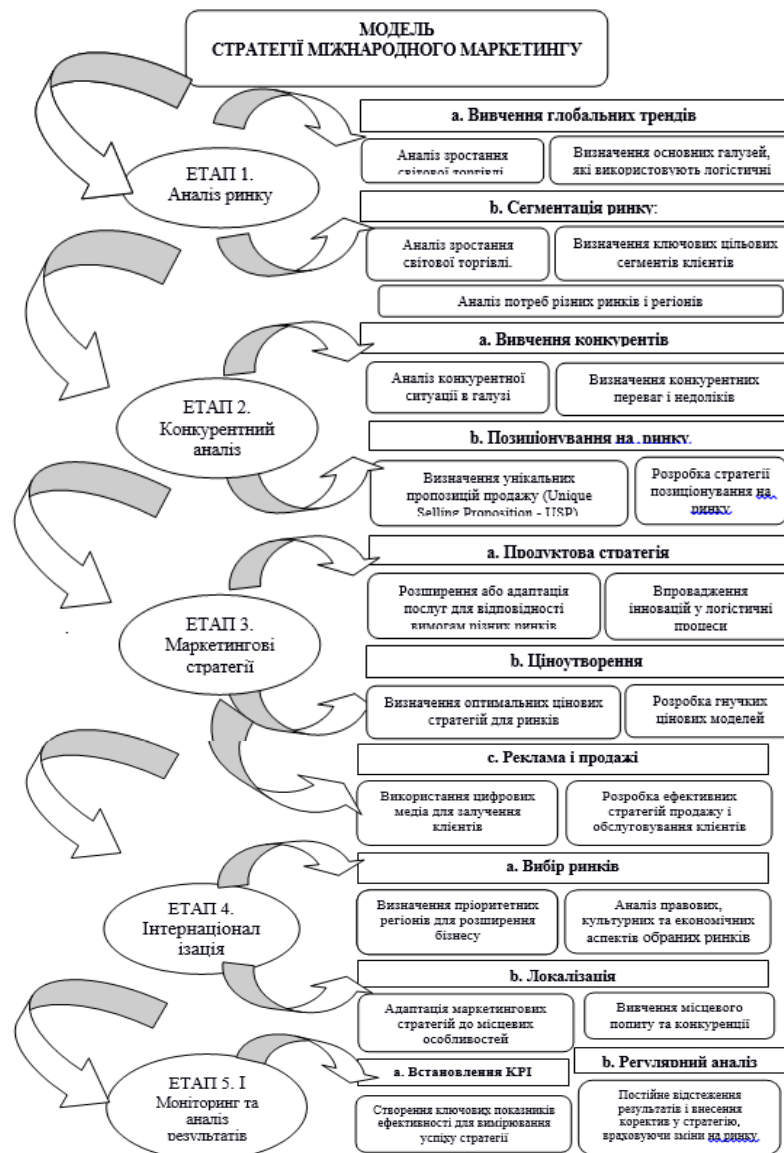 МОДЕЛЬ
СТРАТЕГІЇ МІЖНАРОДНОГО МАРКЕТИНГУ
ЕТАП 1.
Аналіз ринку
a. Вивчення глобальних трендів
Аналіз зростання
світової торгівлі.
Визначення основних галузей,
які використовують логістичні
b. Сегментація ринку:
Аналіз зростання
світової торгівлі.
Визначення ключових цільових
сегментів клієнтів
Аналіз потреб різних ринків і регіонів
ЕТАП 2.
Конкурентний
аналіз
a. Вивчення конкурентів
Аналіз конкурентної
ситуації в галузі
Визначення конкурентних
переваг і недоліків
b. Позиціонування на ринку.
Визначення унікальних
пропозицій продажу (Unique
Selling Proposition - USP)
Розробка стратегії
позиціонування на
ринку.
ЕТАП 3.
Маркетингові
стратегії
a. Продуктова стратегія
Розширення або адаптація
послуг для відповідності
вимогам різних ринків
Впровадження
інновацій у логістичні
процеси
b. Ціноутворення
Визначення оптимальних цінових
стратегій для ринків
Розробка гнучких
цінових моделей
c. Реклама і продажі
Використання цифрових
медіа для залучення
клієнтів
Розробка ефективних
стратегій продажу і
обслуговування клієнтів
ЕТАП 4.
Інтернаціонал
ізація
a. Вибір ринків
Визначення пріоритетних
регіонів для розширення
бізнесу
Аналіз правових,
культурних та економічних
аспектів обраних ринків
b. Локалізація
Адаптація маркетингових
стратегій до місцевих
особливостей
Вивчення місцевого
попиту та конкуренції
ЕТАП 5. І
Моніторинг та
аналіз
результатів
a. Встановлення KPI
Створення ключових показників
ефективності для вимірювання
успіху стратегії
b. Регулярний аналіз
Постійне відстеження
результатів і внесення
коректив у стратегію,
враховуючи зміни на ринку.